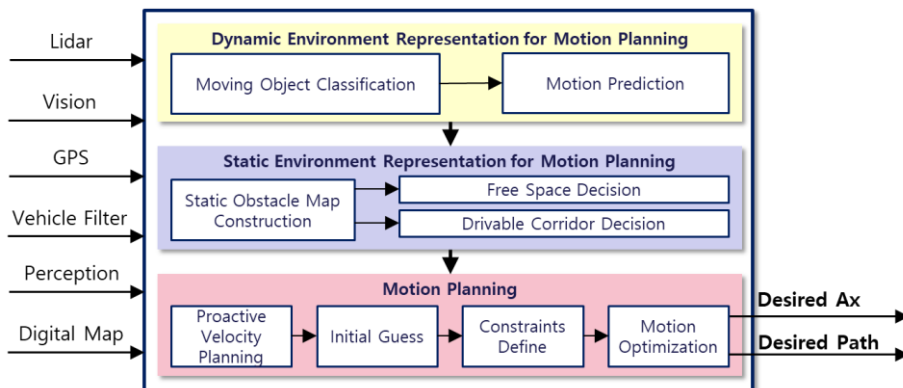 Lidar
Vision
GPS
Vehicle Filter
Perception
Digital Map
Dynamic Environment Representation for Motion Planning
Moving Object Classification
Motion Prediction
Static Environment Representation for Motion Planning
Static Obstacle Map
Construction
Free Space Decision
Drivable Corridor Decision
Motion Planning
Proactive
Velocity
Planning
Initial Guess
Constraints
Define
Motion
Optimization
Desired Ax
Desired Path